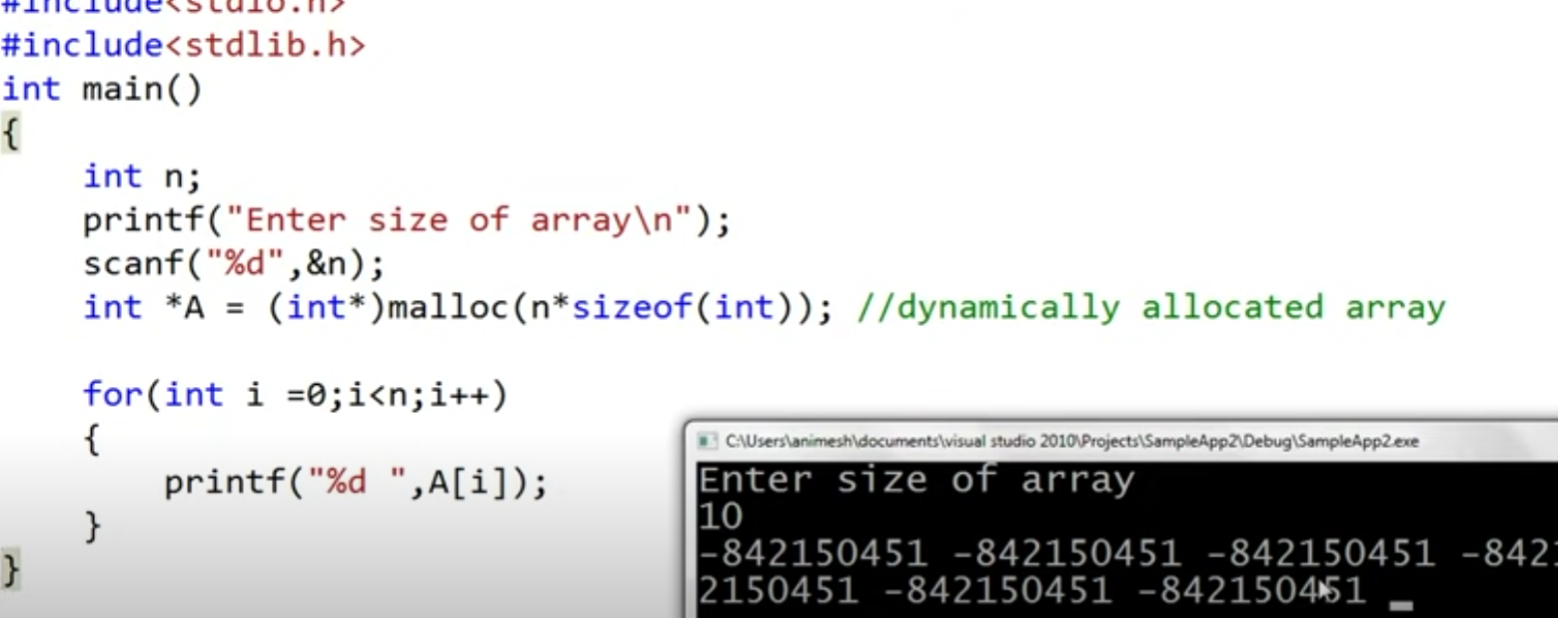 #include<stdio.h>
#include<stdlib.h>
int main()
{
    int n;
    printf("Enter size of array\n");
    scanf("%d",&n);
    int *A = (int*)malloc(n*sizeof(int)); //dynamically allocated array
    for(int i =0;i<n;i++)
    {
        printf("%d ",A[i]);
    }
}
C:\Users\animesh\documents\visual studio 2010\Projects\SampleApp2\Debug\SampleApp2.exe
Enter size of array
10
-842150451 -842150451 -842150451 -842
2150451 -842150451 -842150451